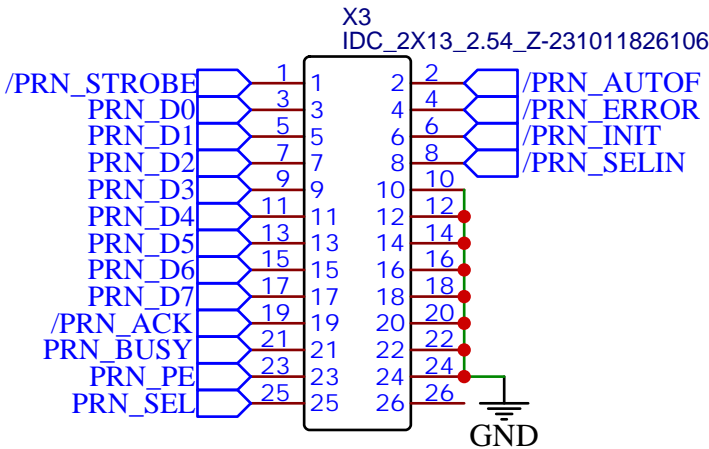 X3
IDC_2X13_2.54_Z-231011826106
/PRN_STROBE 1 1 2 2 /PRN_AUTOF
PRN_D0 3 3 4 4 /PRN_ERROR
PRN_D1 5 5 6 6 /PRN_INIT
PRN_D2 7 7 8 8 /PRN_SELIN
PRN_D3 9 9 10 10
PRN_D4 11 11 12 12
PRN_D5 13 13 14 14
PRN_D6 15 15 16 16
PRN_D7 17 17 18 18
/PRN_ACK 19 19 20 20
PRN_BUSY 21 21 22 22
PRN_PE 23 23 24 24
PRN_SEL 25 25 26 26
GND